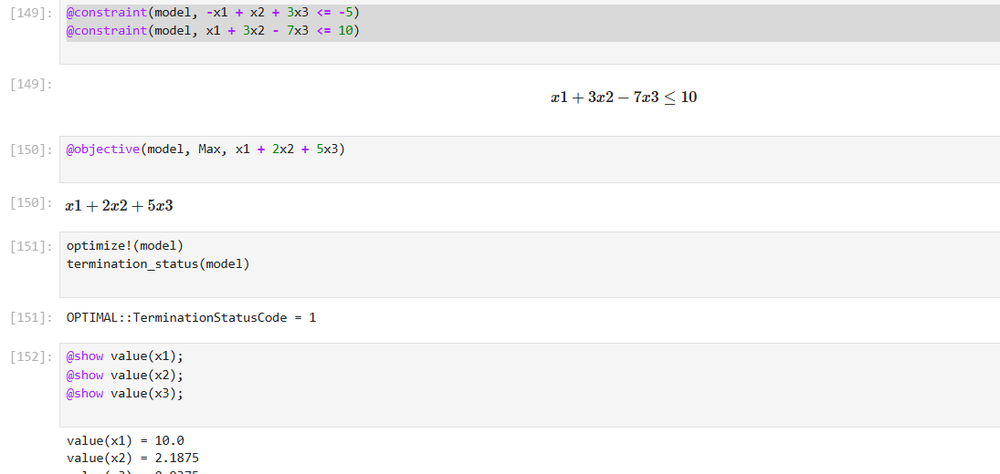 [149]: @constraint(model, -x1 + x2 + 3x3 <= -5)
@constraint(model, x1 + 3x2 - 7x3 <= 10)
[149]:
x1 + 3x2 − 7x3 ≤ 10
[150]: @objective(model, Max, x1 + 2x2 + 5x3)
[150]: x1 + 2x2 + 5x3
[151]: optimize!(model)
termination_status(model)
[151]: OPTIMAL::TerminationStatusCode = 1
[152]: @show value(x1);
@show value(x2);
@show value(x3);
value(x1) = 10.0
value(x2) = 2.1875